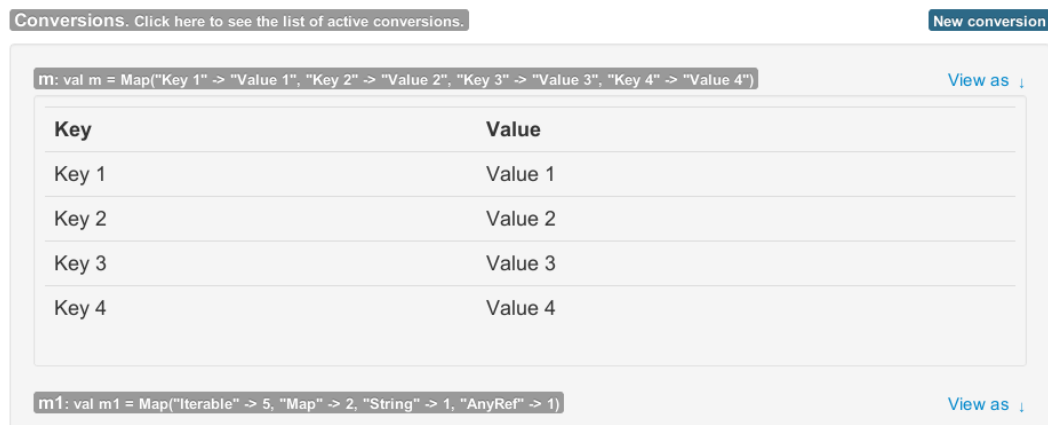 Conversions. Click here to see the list of active conversions. New conversion
m: val m = Map("Key 1" -> "Value 1", "Key 2" -> "Value 2", "Key 3" -> "Value 3", "Key 4" -> "Value 4") View as ↓
Key Value
Key 1 Value 1
Key 2 Value 2
Key 3 Value 3
Key 4 Value 4
m1: val m1 = Map("Iterable" -> 5, "Map" -> 2, "String" -> 1, "AnyRef" -> 1) View as ↓